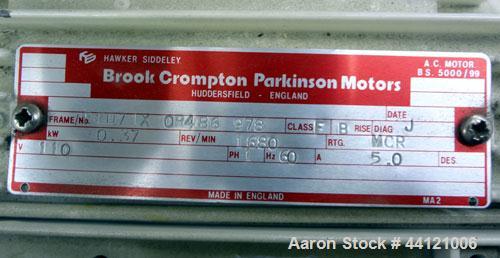 HAWKER SIDDELEY
A.C. MOTOR
B.S. 5000/99
Brook Crompton Parkinson Motors
HUDDERSFIELD - ENGLAND
DATE
FRAME/No. CLASS F B RISE DIAG J
kW 0.37 REV/MIN 1680 RTG. MCR
V 110 PH 1 Hz 60 A 5.0 DES.
MADE IN ENGLAND
MA2
Aaron Stock # 44121006